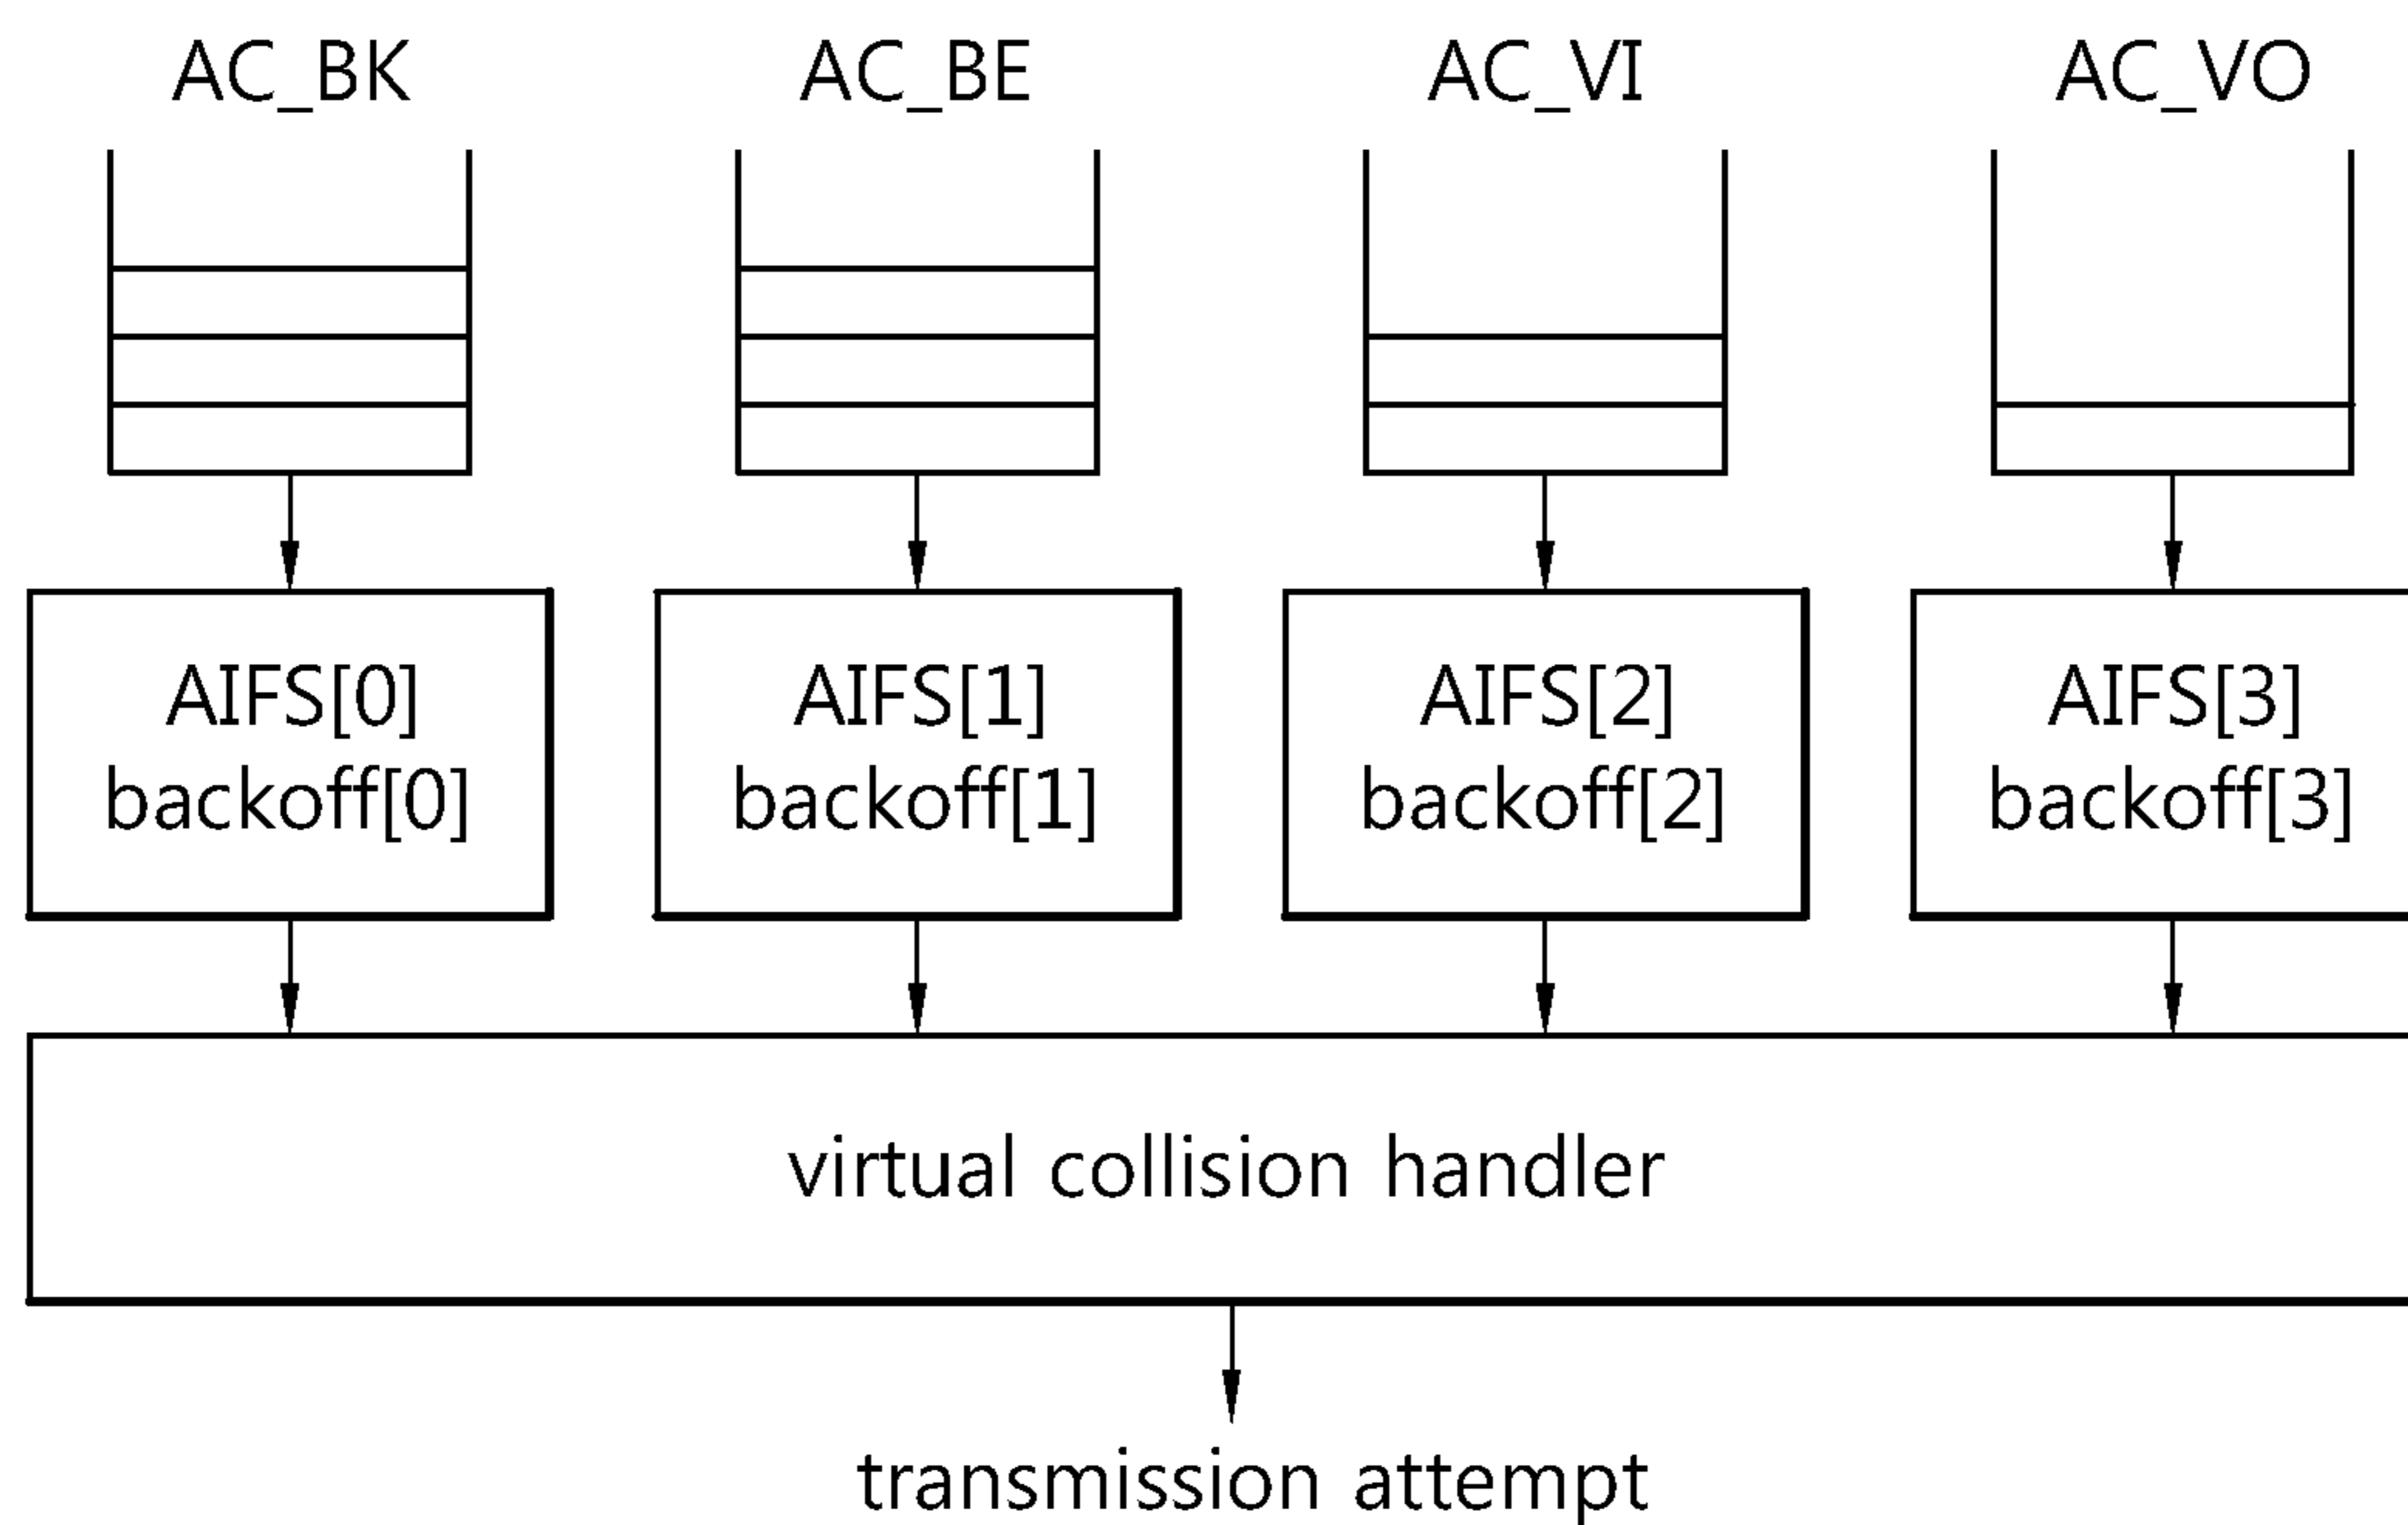 AC_BK AC_BE AC_VI AC_VO
AIFS[0] AIFS[1] AIFS[2] AIFS[3]
backoff[0] backoff[1] backoff[2] backoff[3]
virtual collision handler
transmission attempt